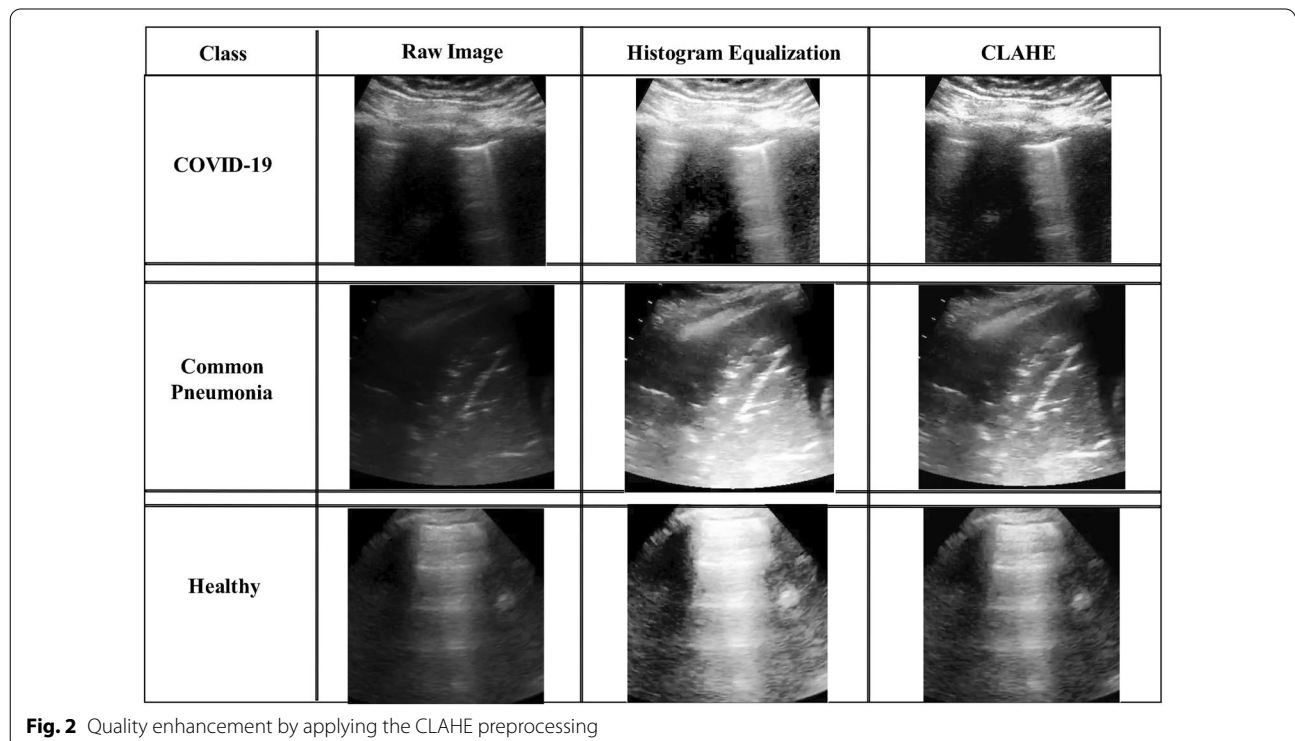 Class Raw Image Histogram Equalization CLAHE
COVID-19
Common
Pneumonia
Healthy
Fig. 2 Quality enhancement by applying the CLAHE preprocessing